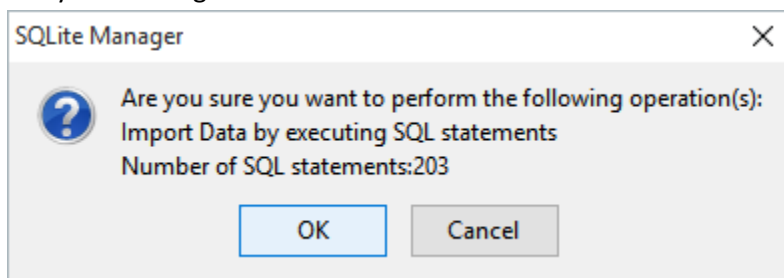 SQLite Manager
Are you sure you want to perform the following operation(s):
Import Data by executing SQL statements
Number of SQL statements:203
OK Cancel